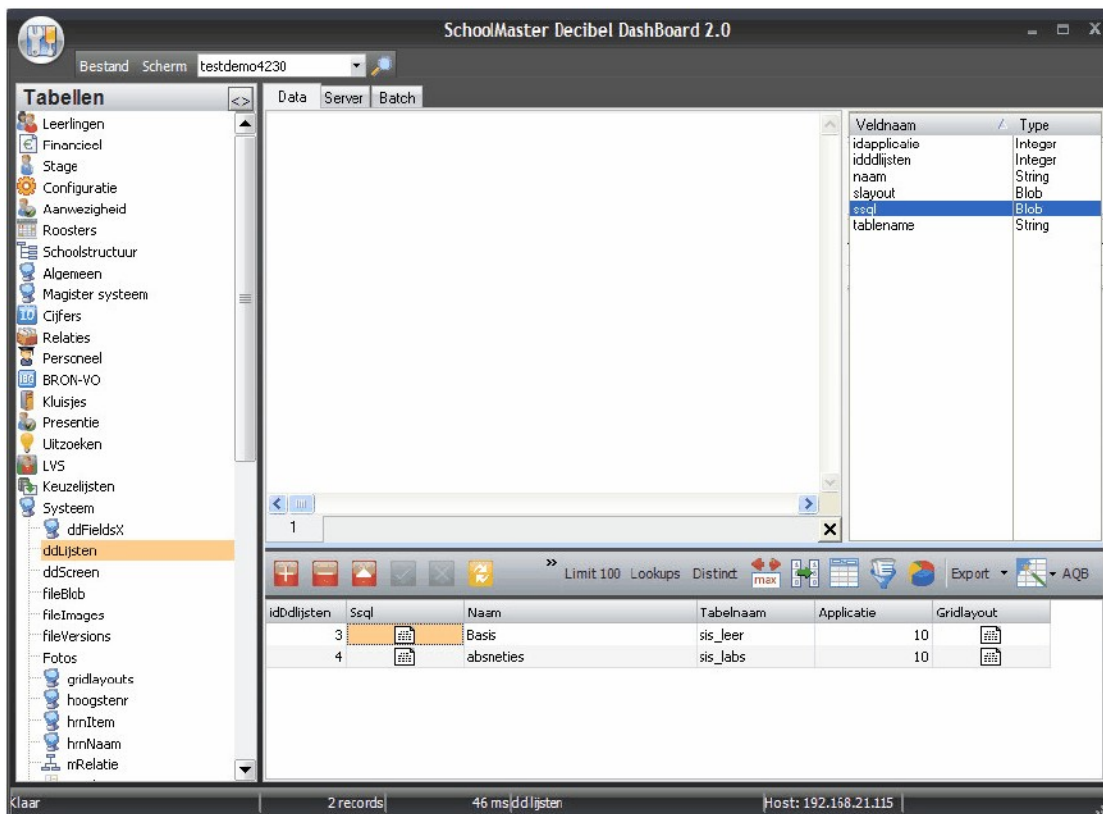 SchoolMaster Decibel DashBoard 2.0
Bestand Scherm testdemo4230
Tabellen <>
Leerlingen
Financieel
Stage
Configuratie
Aanwezigheid
Roosters
Schoolstructuur
Algemeen
Magister systeem
Cijfers
Relaties
Personeel
BRON-VO
Kluisjes
Presentie
Uitzoeken
LVS
Keuzelijsten
Systeem
ddFieldsX
ddLijsten
ddScreen
fileBlob
fileImages
fileVersions
Fotos
gridlayouts
hoogstenr
hrnItem
hrnNaam
mRelatie
Data Server Batch
Veldnaam Type
idapplicatie Integer
idddlijsten Integer
naam String
slayout Blob
ssql Blob
tablename String
1
» Limit 100 Lookups Distinct max Export AQB
idDdlijsten Ssql Naam Tabelnaam Applicatie Gridlayout
3 Basis sis_leer 10
4 absneties sis_labs 10
Klaar 2 records 46 ms ddlijsten Host: 192.168.21.115